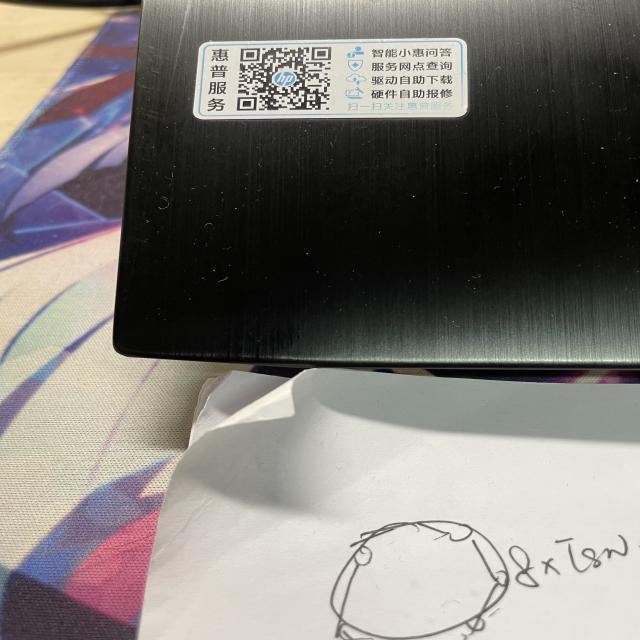 惠普服务
hp
智能小惠问答
服务网点查询
驱动自助下载
硬件自助报修
扫一扫关注惠普服务